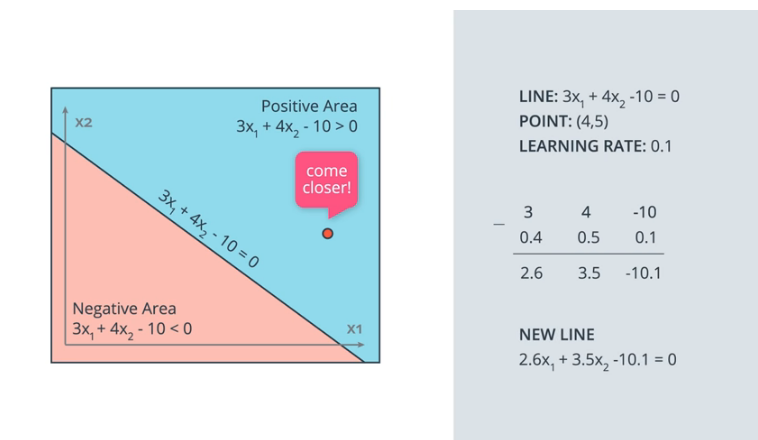 Positive Area
3x₁ + 4x₂ - 10 > 0
X2
come
closer!
3x₁ + 4x₂ - 10 = 0
Negative Area
3x₁ + 4x₂ - 10 < 0
X1
LINE: 3x₁ + 4x₂ -10 = 0
POINT: (4,5)
LEARNING RATE: 0.1
3 4 -10
— 0.4 0.5 0.1
2.6 3.5 -10.1
NEW LINE
2.6x₁ + 3.5x₂ -10.1 = 0